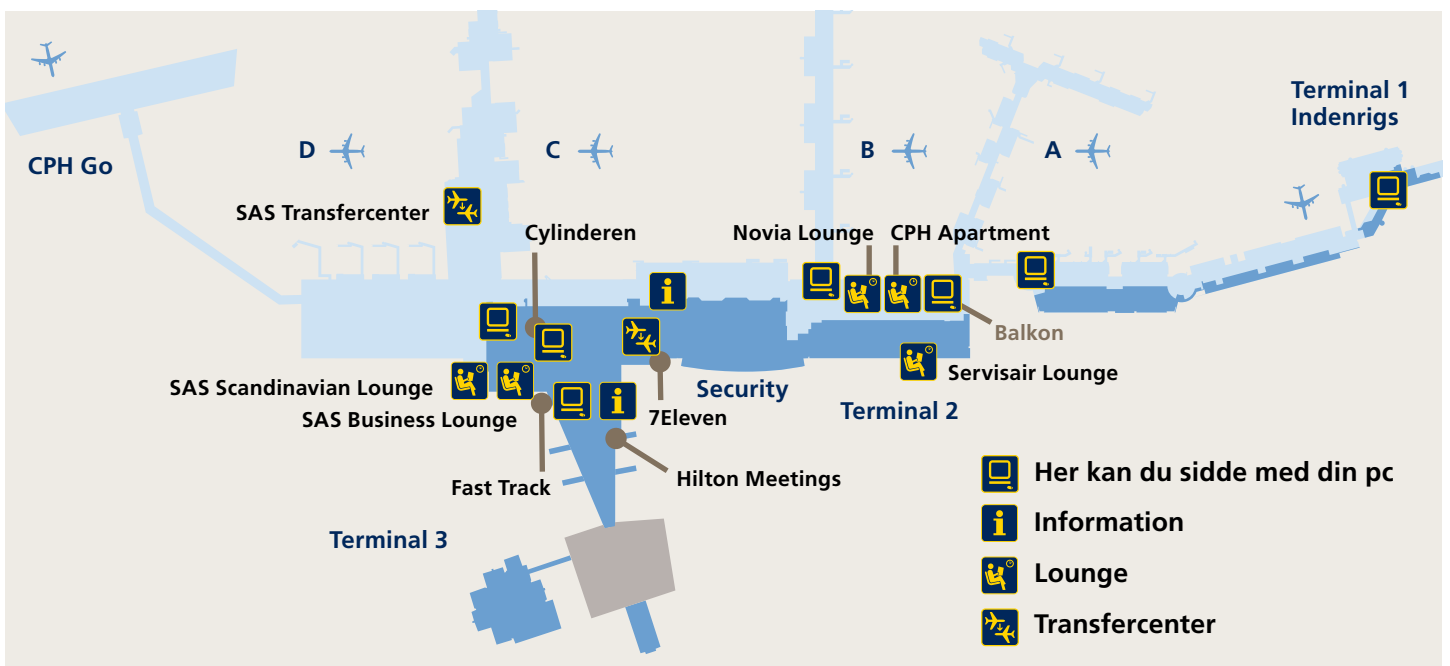 Terminal 1
Indenrigs
CPH Go
D
C
B
A
SAS Transfercenter
Cylinderen
Novia Lounge
CPH Apartment
Balkon
SAS Scandinavian Lounge
SAS Business Lounge
Security
7Eleven
Servisair Lounge
Terminal 2
Fast Track
Hilton Meetings
Terminal 3
Her kan du sidde med din pc
i Information
Lounge
Transfercenter
i
i